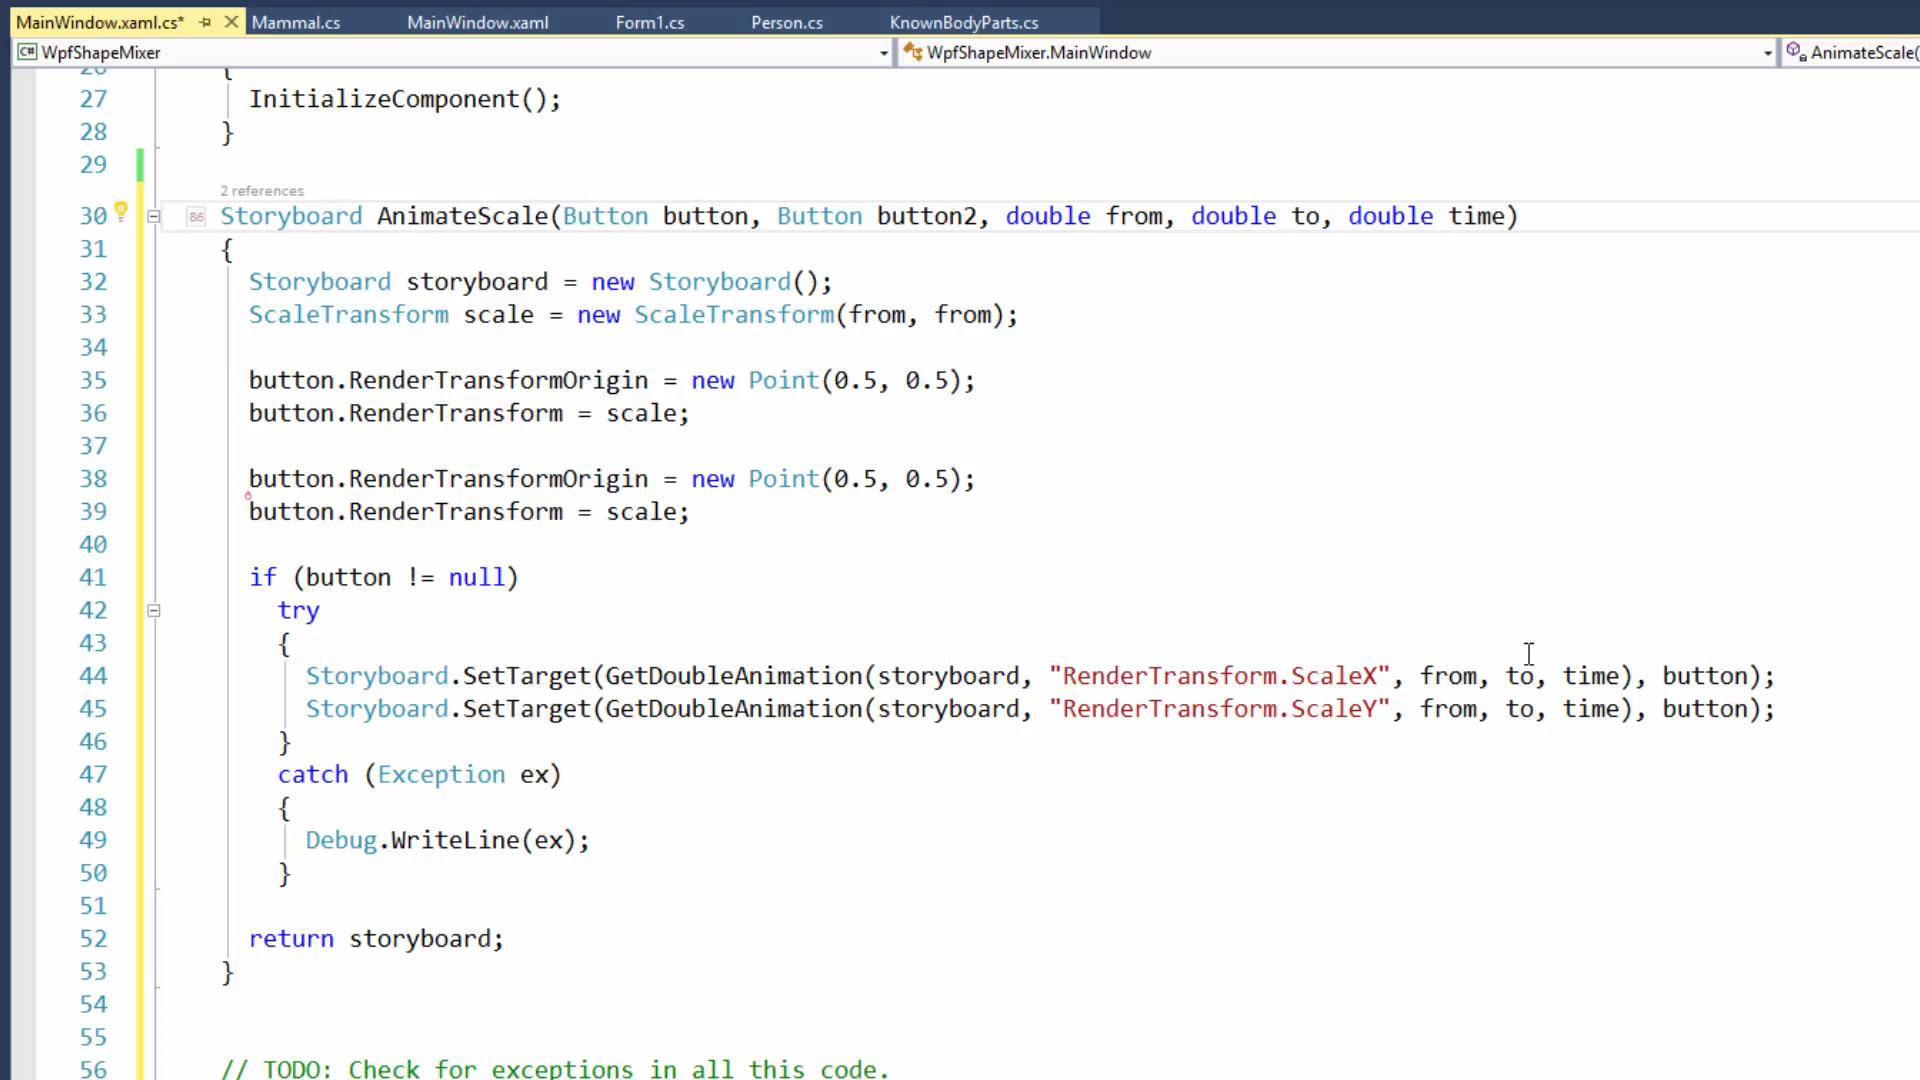 MainWindow.xaml.cs* Mammal.cs MainWindow.xaml Form1.cs Person.cs KnownBodyParts.cs
C# WpfShapeMixer WpfShapeMixer.MainWindow AnimateScale(
26 {
27 InitializeComponent();
28 }
29
2 references
30 86 Storyboard AnimateScale(Button button, Button button2, double from, double to, double time)
31 {
32 Storyboard storyboard = new Storyboard();
33 ScaleTransform scale = new ScaleTransform(from, from);
34
35 button.RenderTransformOrigin = new Point(0.5, 0.5);
36 button.RenderTransform = scale;
37
38 button.RenderTransformOrigin = new Point(0.5, 0.5);
39 button.RenderTransform = scale;
40
41 if (button != null)
42 try
43 {
44 Storyboard.SetTarget(GetDoubleAnimation(storyboard, "RenderTransform.ScaleX", from, to, time), button);
45 Storyboard.SetTarget(GetDoubleAnimation(storyboard, "RenderTransform.ScaleY", from, to, time), button);
46 }
47 catch (Exception ex)
48 {
49 Debug.WriteLine(ex);
50 }
51
52 return storyboard;
53 }
54
55
56 // TODO: Check for exceptions in all this code.